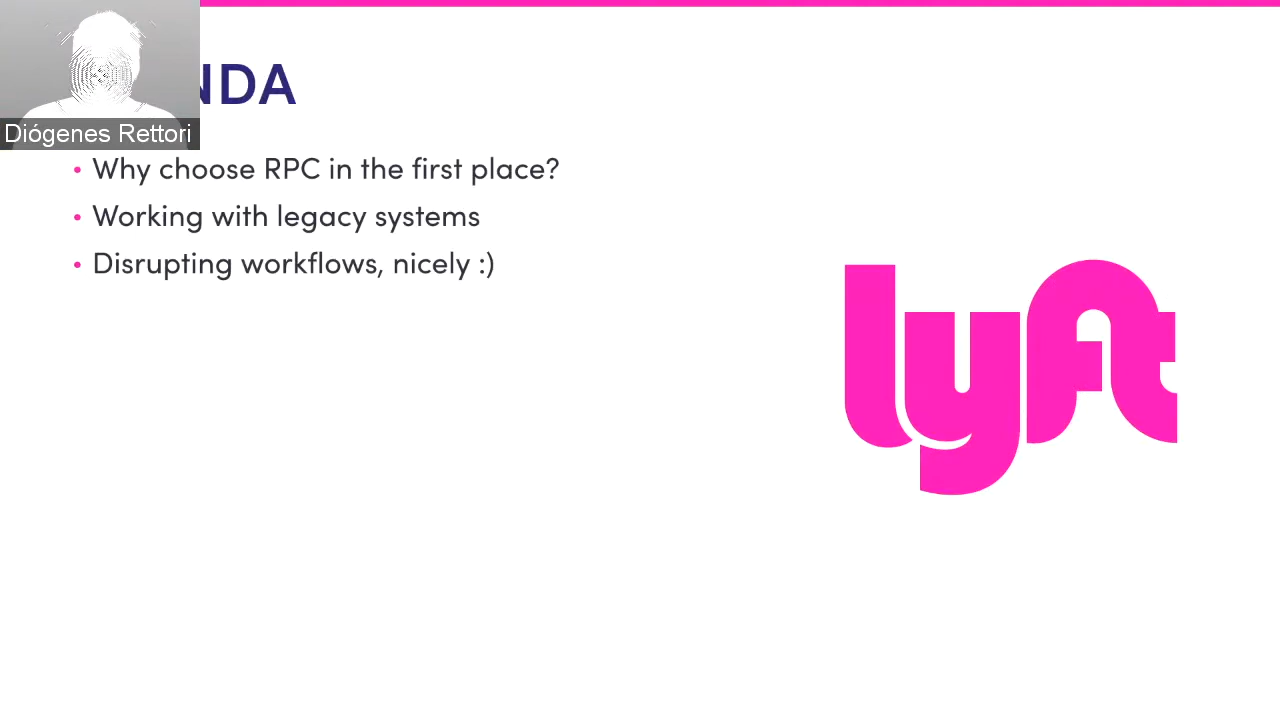 NDA
Diógenes Rettori
• Why choose RPC in the first place?
• Working with legacy systems
• Disrupting workflows, nicely :)
lyft